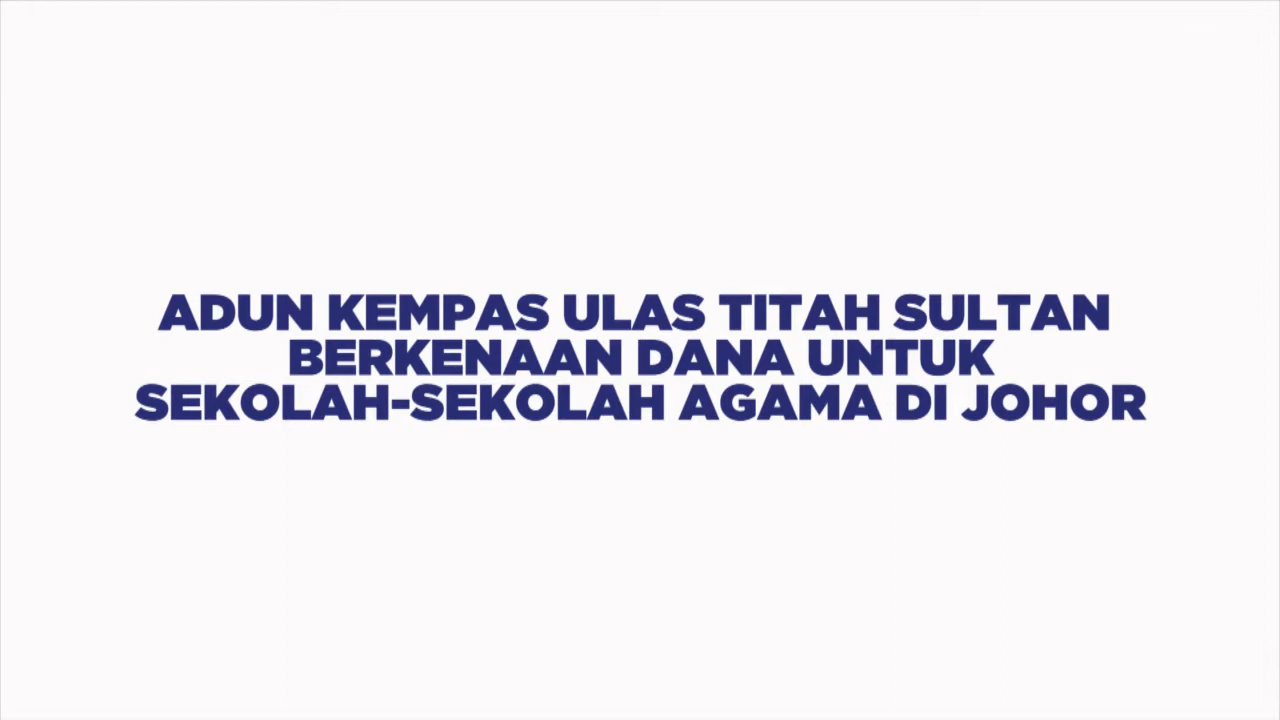 ADUN KEMPAS ULAS TITAH SULTAN
BERKENAAN DANA UNTUK
SEKOLAH-SEKOLAH AGAMA DI JOHOR